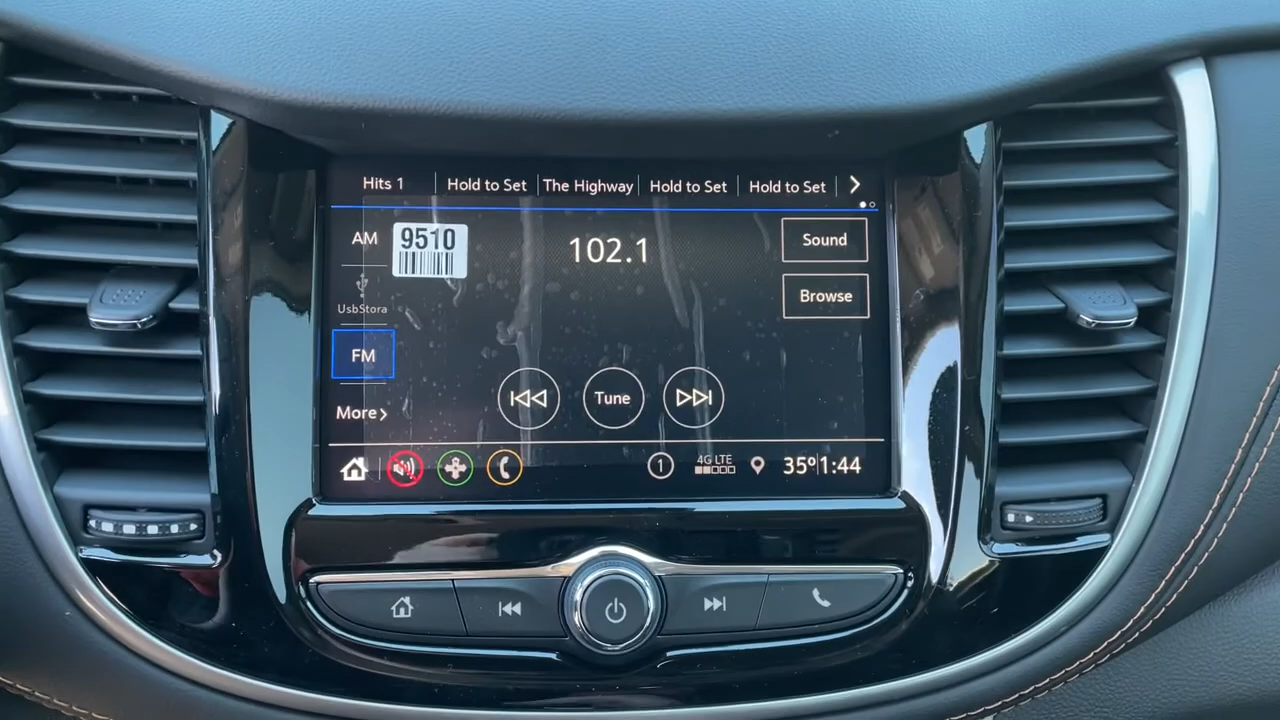 Hits 1
Hold to Set
The Highway
Hold to Set
Hold to Set
AM
9510
102.1
Sound
UsbStora
Browse
FM
Tune
More
1
4G LTE
35° 1:44